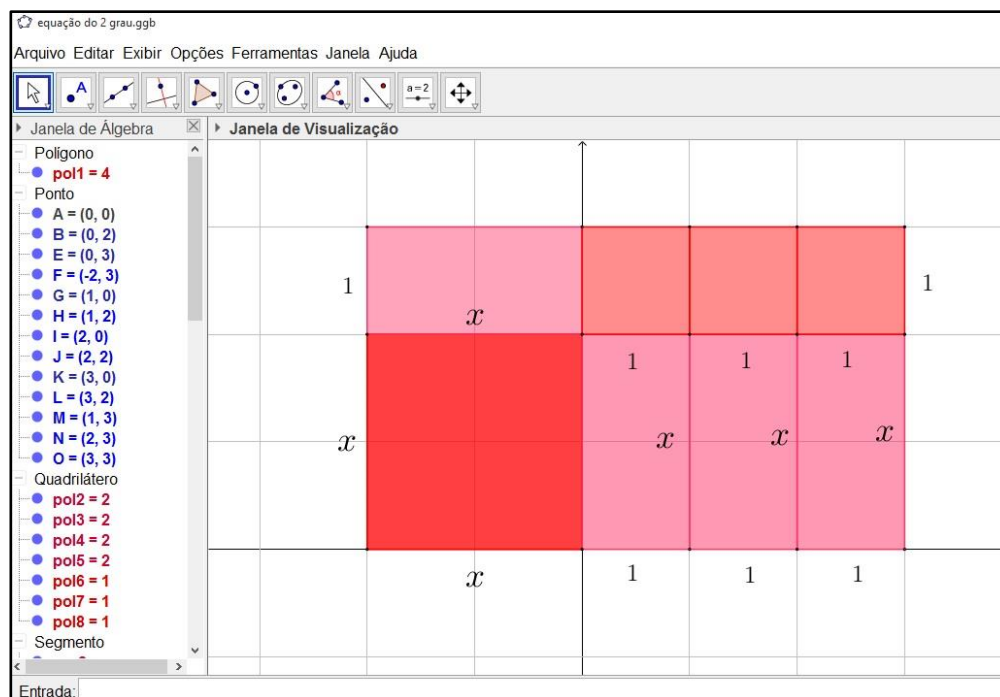 equação do 2 grau.ggb
Arquivo Editar Exibir Opções Ferramentas Janela Ajuda
A
α
a=2
Janela de Álgebra
Janela de Visualização
Polígono
pol1 = 4
Ponto
A = (0, 0)
B = (0, 2)
E = (0, 3)
F = (-2, 3)
G = (1, 0)
H = (1, 2)
I = (2, 0)
J = (2, 2)
K = (3, 0)
L = (3, 2)
M = (1, 3)
N = (2, 3)
O = (3, 3)
Quadrilátero
pol2 = 2
pol3 = 2
pol4 = 2
pol5 = 2
pol6 = 1
pol7 = 1
pol8 = 1
Segmento
1 1
x
1 1 1
x x x x
x 1 1 1
Entrada: